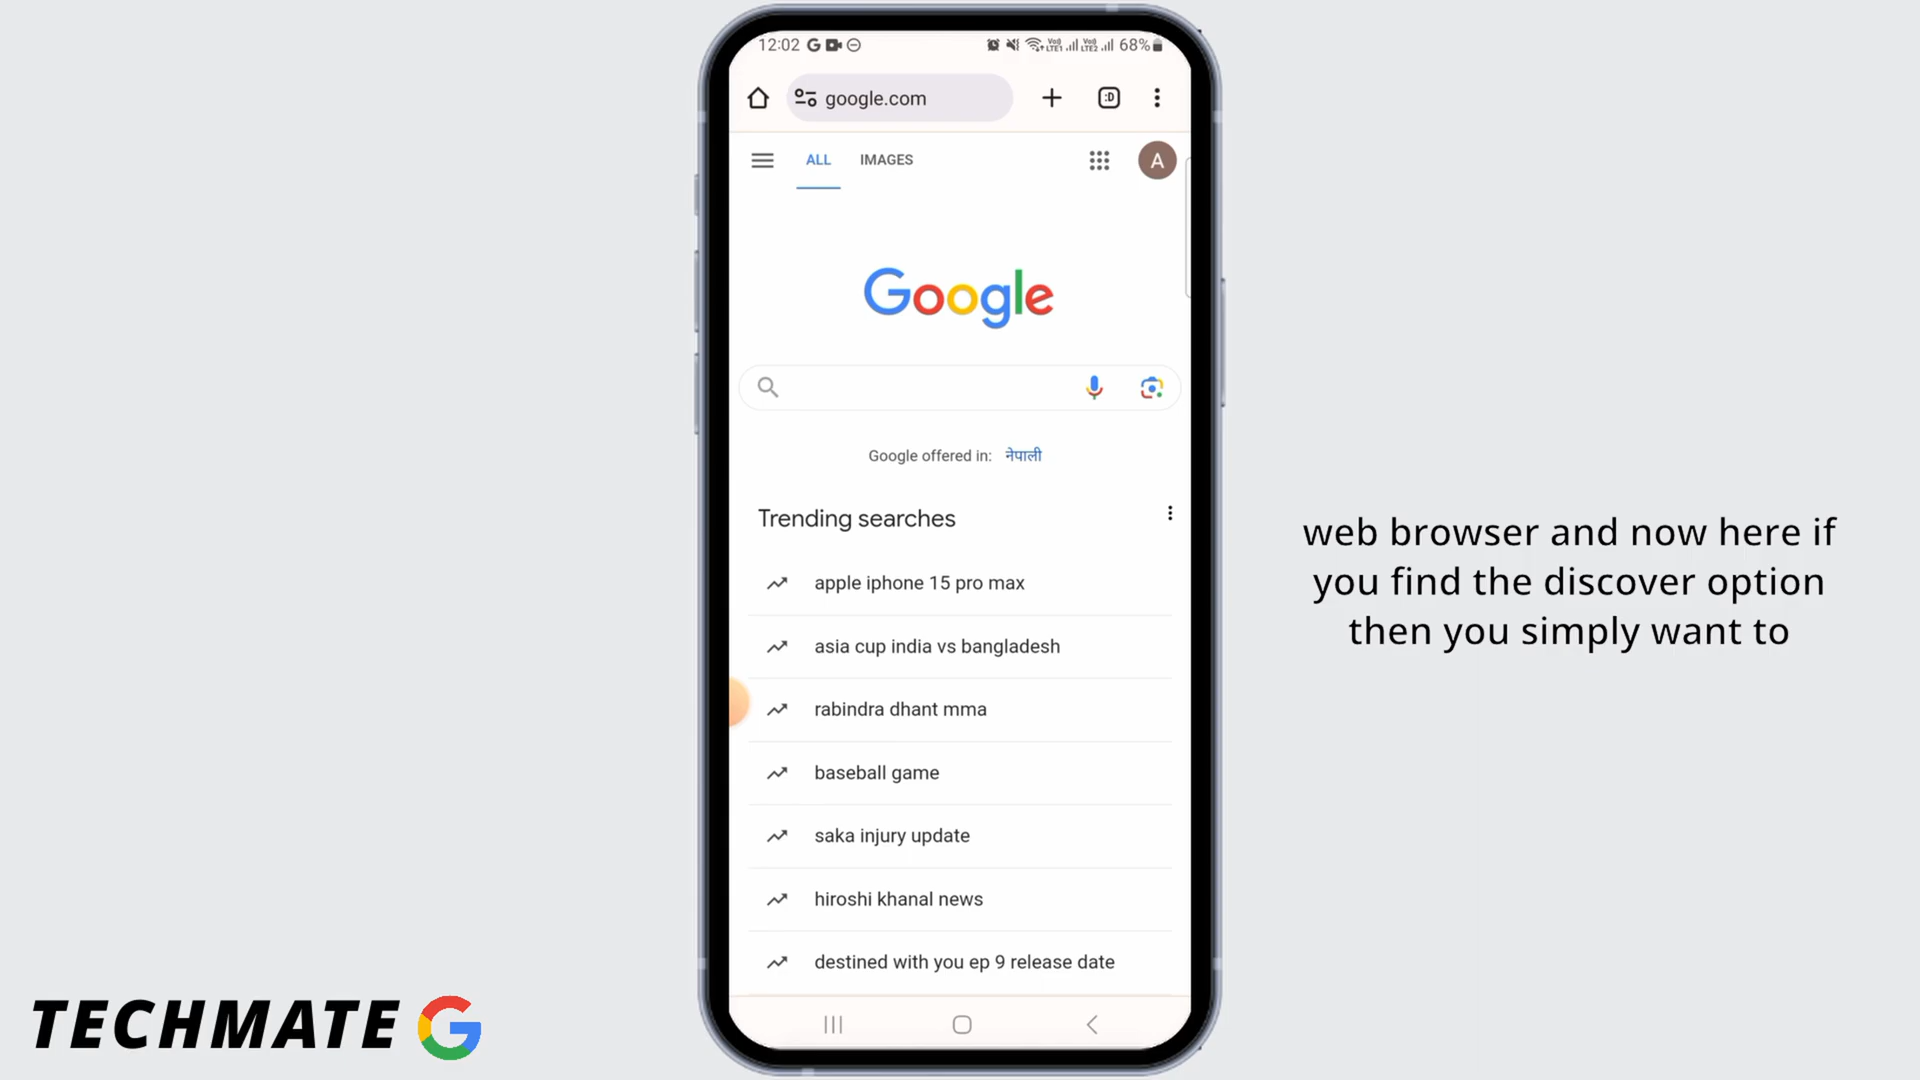 12:02
68%
google.com
:D
ALL IMAGES
A
Google
Google offered in: नेपाली
Trending searches
apple iphone 15 pro max
asia cup india vs bangladesh
rabindra dhant mma
baseball game
saka injury update
hiroshi khanal news
destined with you ep 9 release date
web browser and now here if
you find the discover option
then you simply want to
TECHMATE G